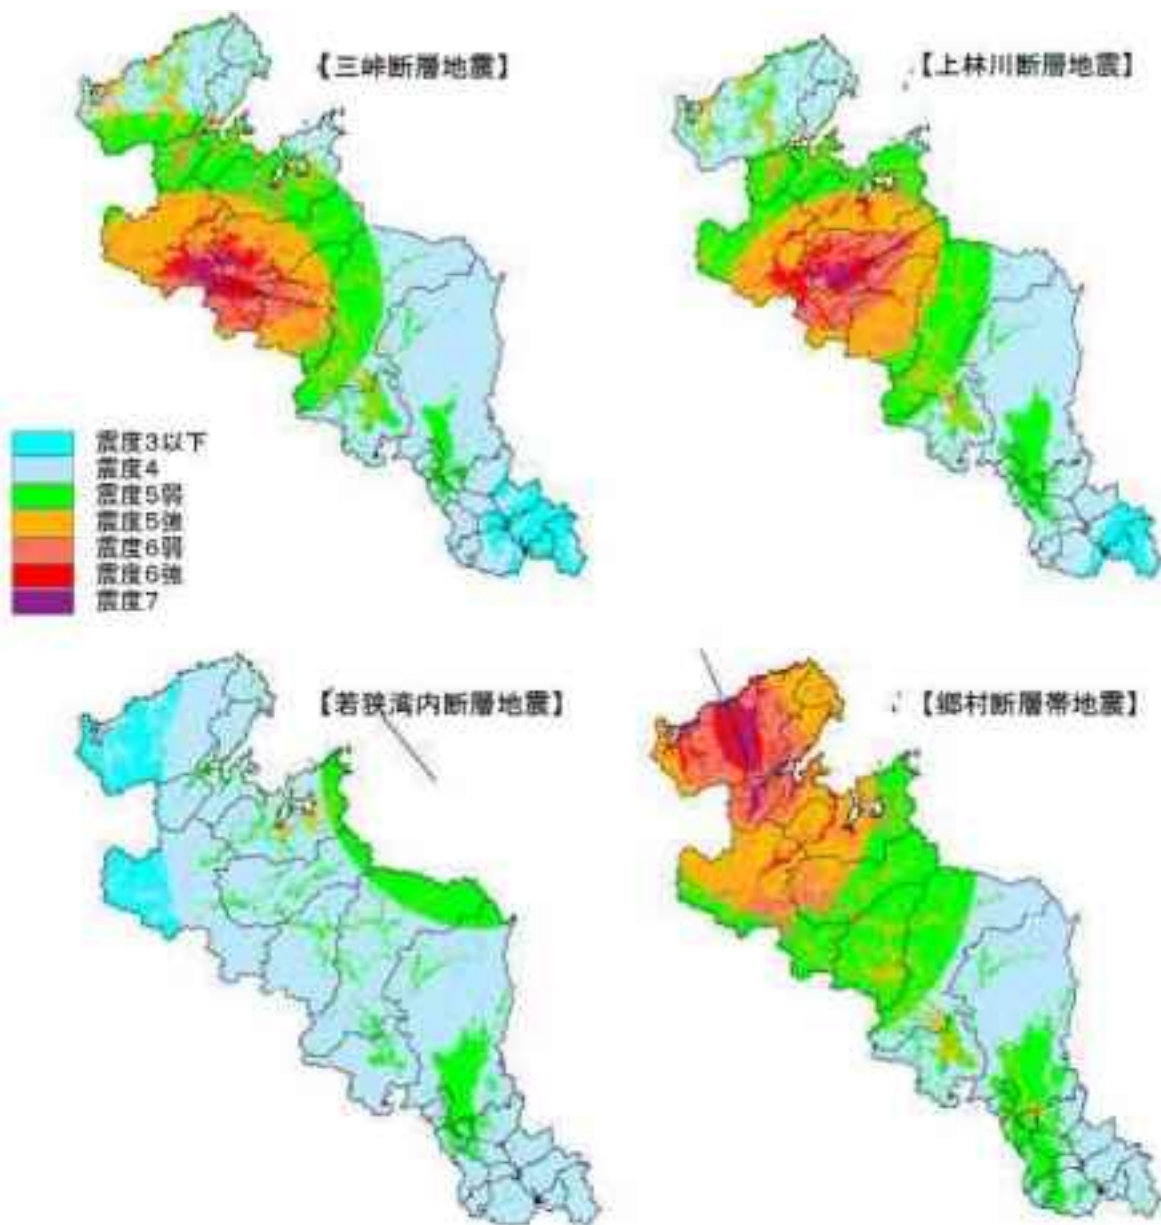 【三峠断層地震】
【上林川断層地震】
震度3以下
震度4
震度5弱
震度5強
震度6弱
震度6強
震度7
【若狭湾内断層地震】
【郷村断層帯地震】